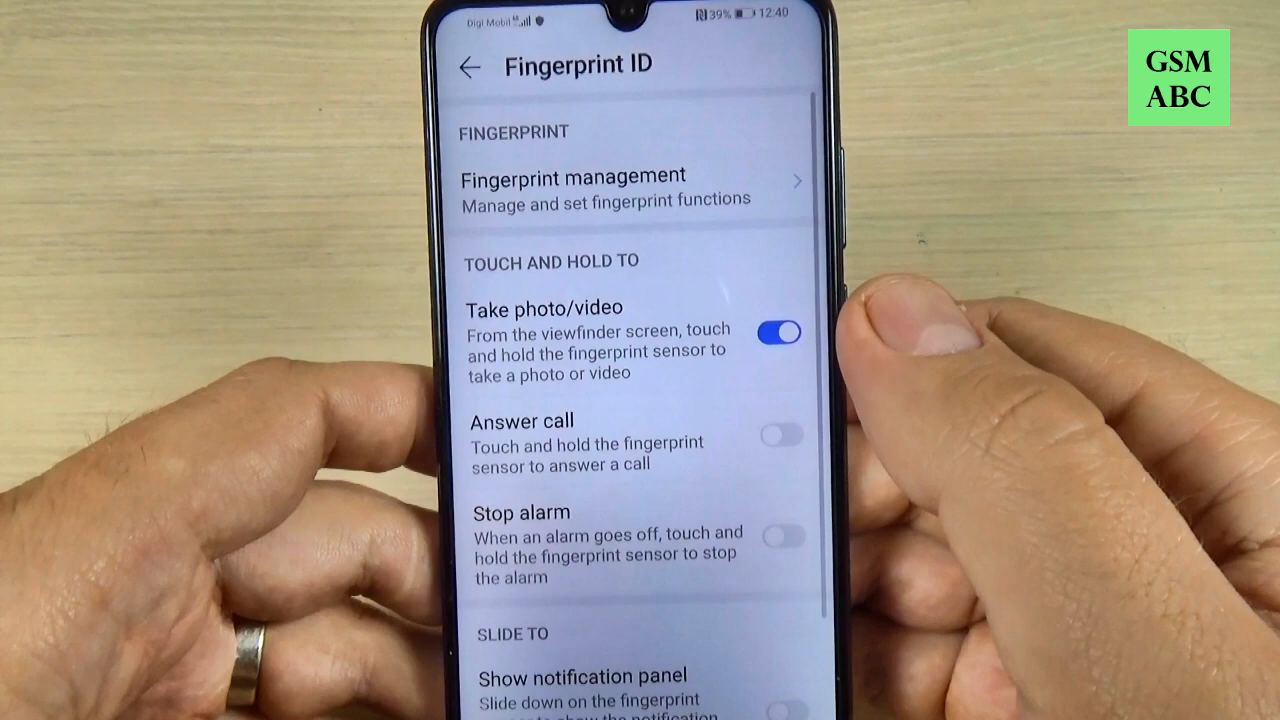 Digi Mobil
39%
12:40
GSM
ABC
Fingerprint ID
FINGERPRINT
Fingerprint management
Manage and set fingerprint functions
TOUCH AND HOLD TO
Take photo/video
From the viewfinder screen, touch
and hold the fingerprint sensor to
take a photo or video
Answer call
Touch and hold the fingerprint
sensor to answer a call
Stop alarm
When an alarm goes off, touch and
hold the fingerprint sensor to stop
the alarm
SLIDE TO
Show notification panel
Slide down on the fingerprint
to show the notification